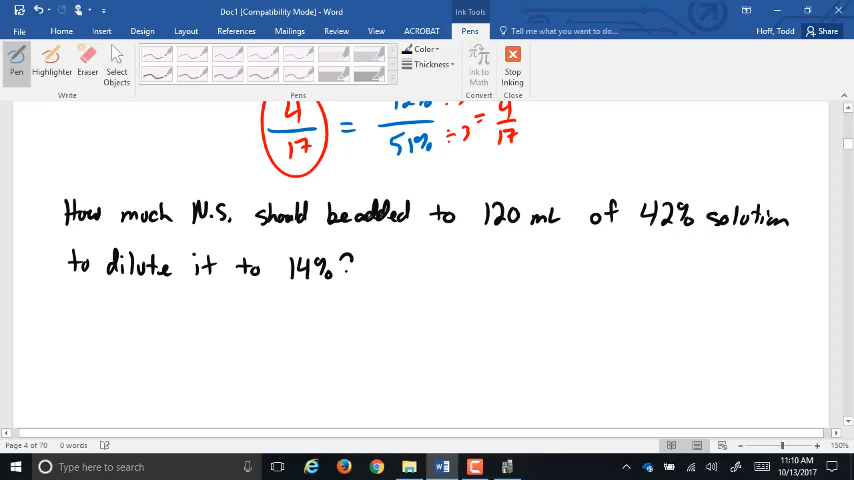 Doc1 [Compatibility Mode] - Word
Ink Tools
File Home Insert Design Layout References Mailings Review View ACROBAT Pens Tell me what you want to do... Hoff, Todd Share
Pen Highlighter Eraser Select Objects
Color
Thickness
Ink to Math
Stop Inking
Write Pens Convert Close
4/17 = 12%/51% ÷3 ÷3 = 4/17
How much N.S. should be added to 120 mL of 42% solution
to dilute it to 14%?
Page 4 of 70 0 words 150%
Type here to search
11:10 AM
10/13/2017